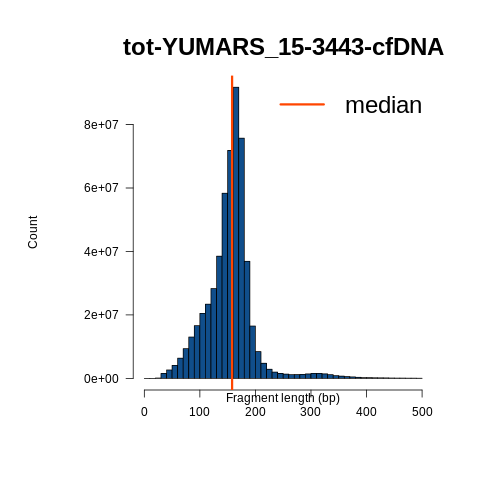 tot-YUMARS_15-3443-cfDNA
median
8e+07
6e+07
4e+07
2e+07
0e+00
Count
0 100 200 300 400 500
Fragment length (bp)